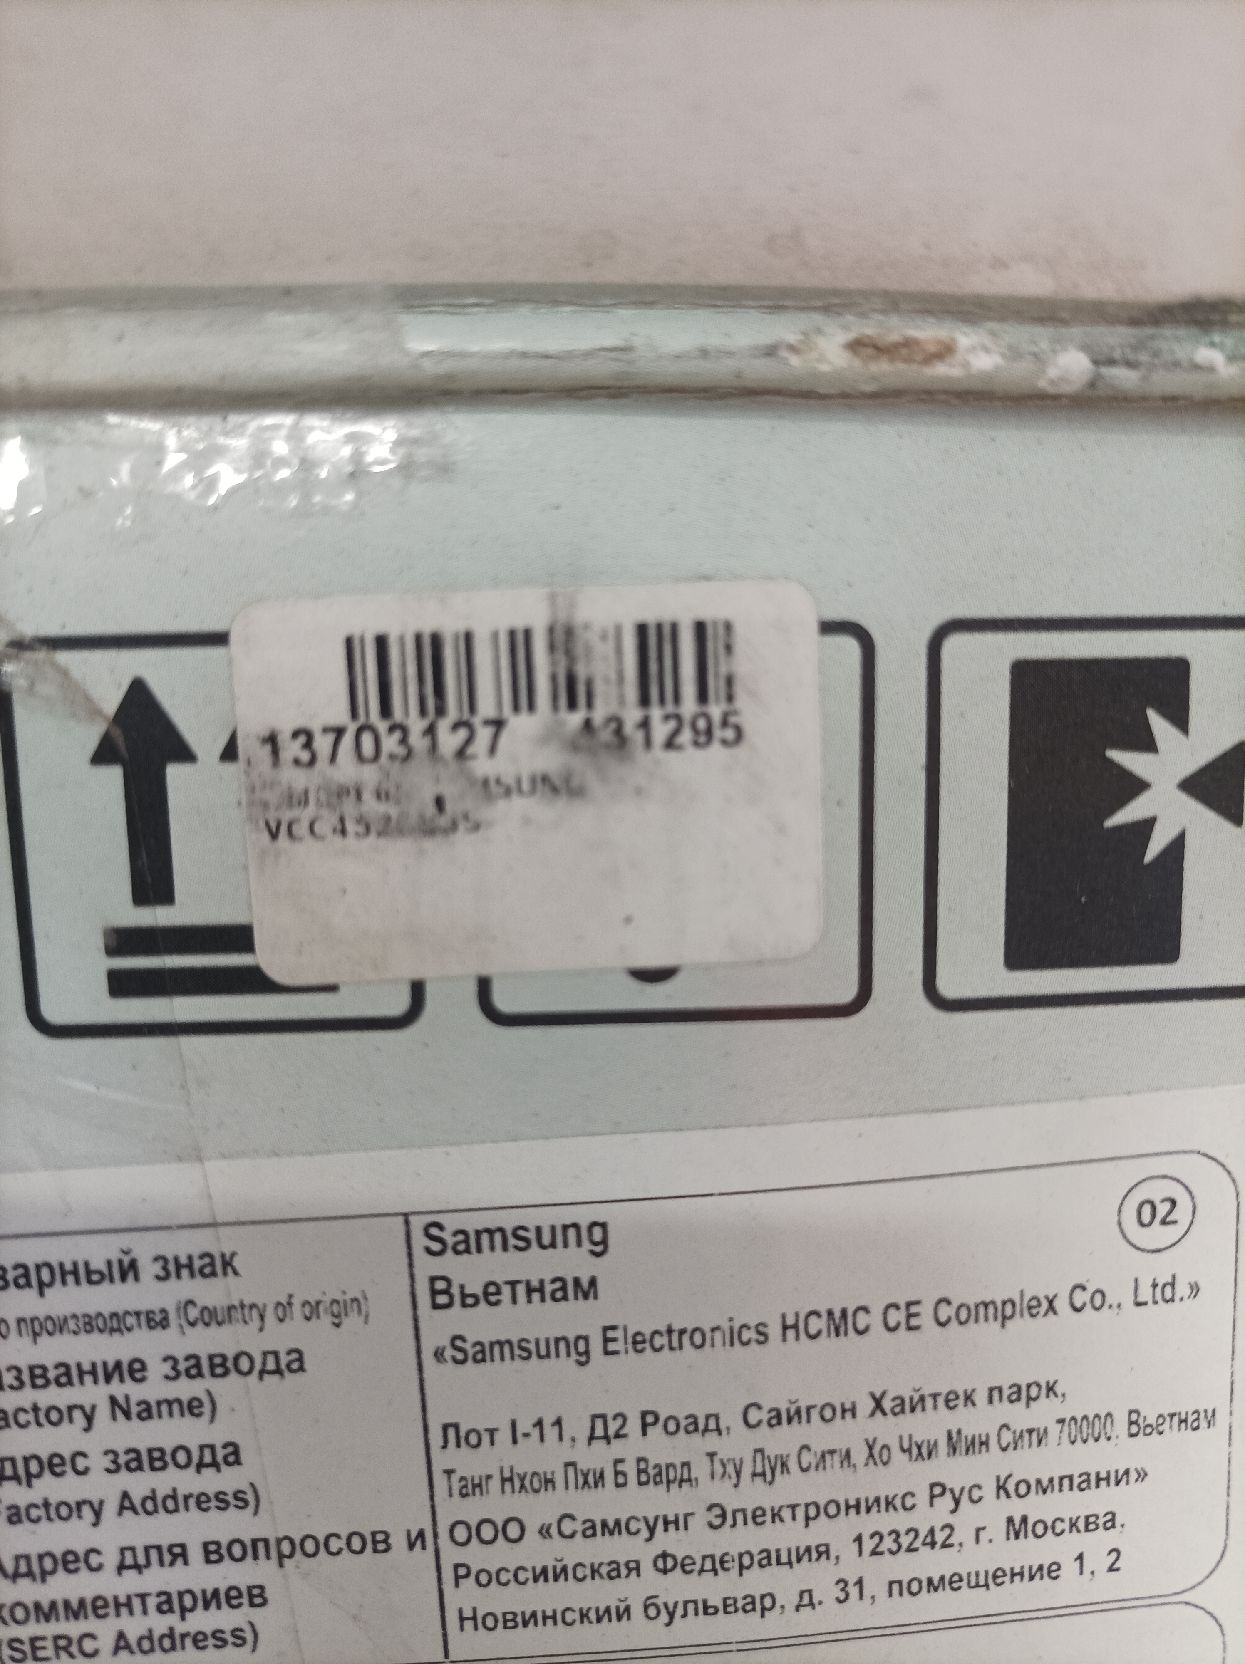 13703127 431295
VCC4520S3S
02
варный знак Samsung
о производства (Country of origin) Вьетнам
азвание завода «Samsung Electronics HCMC CE Complex Co., Ltd.»
actory Name)
дрес завода Лот I-11, Д2 Роад, Сайгон Хайтек парк,
actory Address) Танг Нхон Пхи Б Вард, Тху Дук Сити, Хо Чхи Мин Сити 70000, Вьетнам
Адрес для вопросов и ООО «Самсунг Электроникс Рус Компани»
комментариев Российская Федерация, 123242, г. Москва,
(SERC Address) Новинский бульвар, д. 31, помещение 1, 2